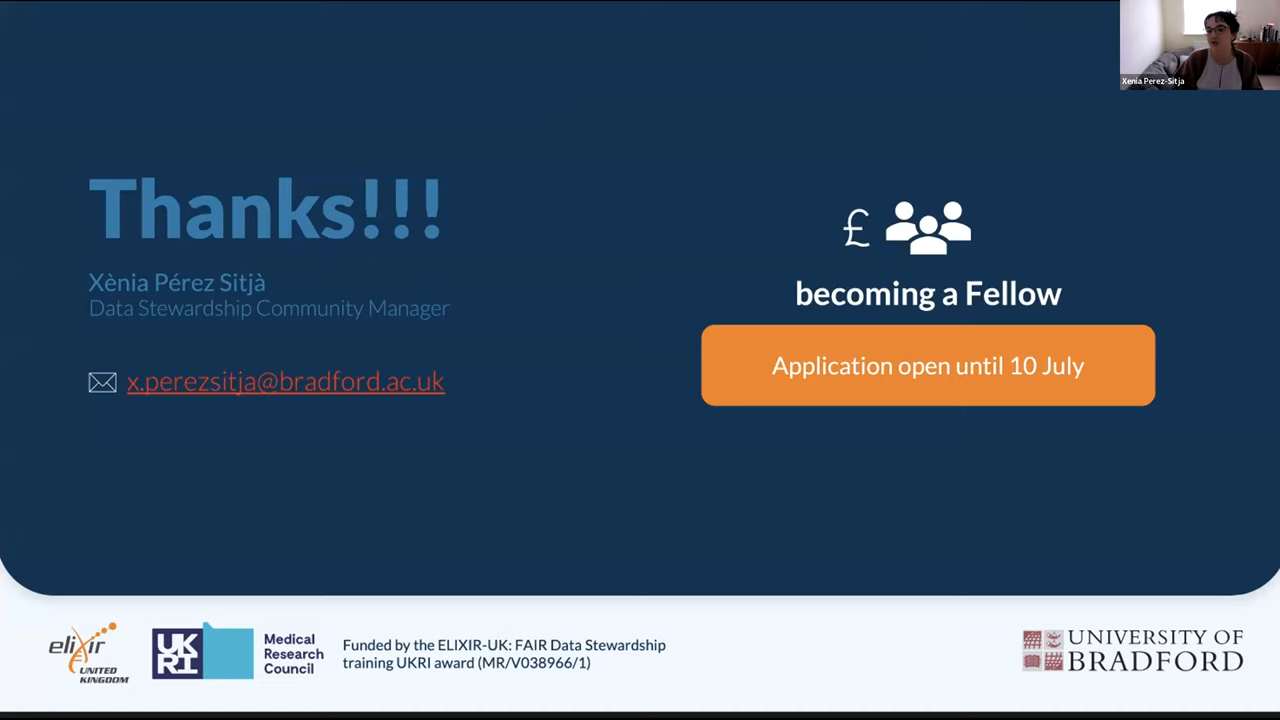 Xenia Perez-Sitja
Thanks!!!
Xènia Pérez Sitjà
Data Stewardship Community Manager
x.perezsitja@bradford.ac.uk
£
becoming a Fellow
Application open until 10 July
elixir
UNITED
KINGDOM
UK
RI
Medical
Research
Council
Funded by the ELIXIR-UK: FAIR Data Stewardship
training UKRI award (MR/V038966/1)
UNIVERSITY OF
BRADFORD